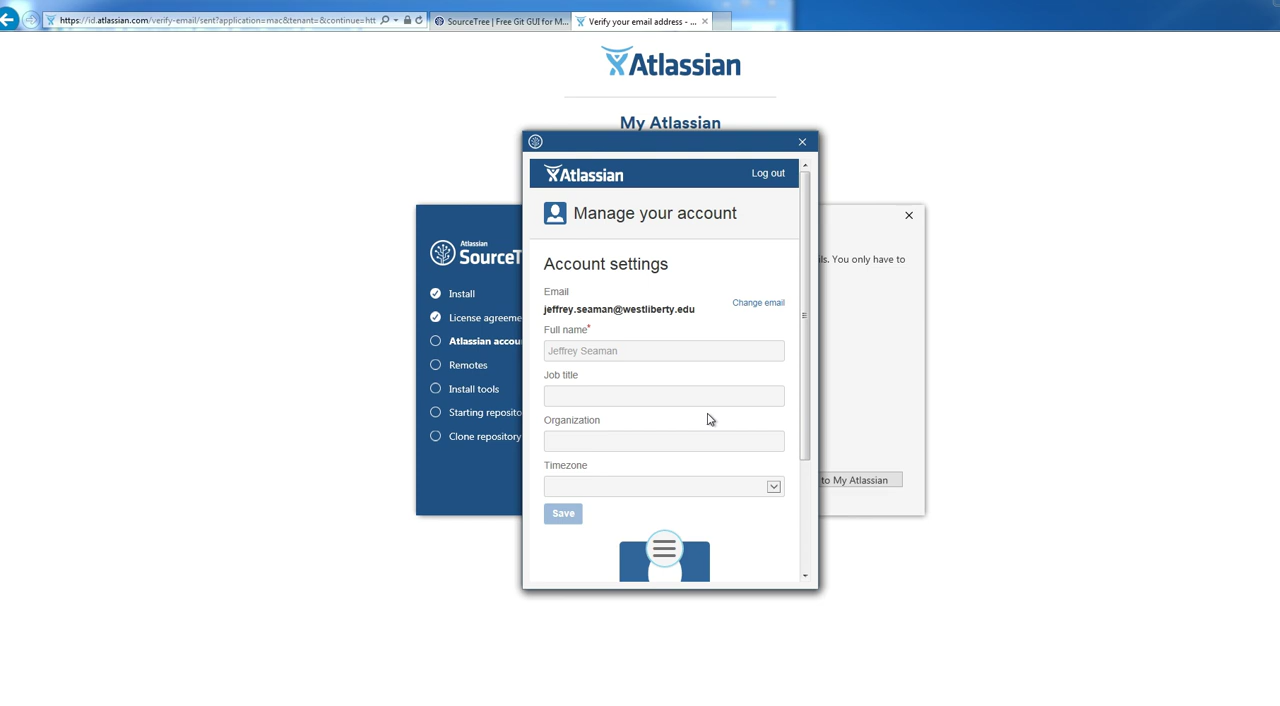 https://id.atlassian.com/verify-email/sent?application=mac&tenant=&continue=htt
SourceTree | Free Git GUI for M...
Verify your email address - ...
Atlassian
My Atlassian
Atlassian
Log out
Manage your account
Account settings
Email
jeffrey.seaman@westliberty.edu
Change email
Full name*
Jeffrey Seaman
Job title
Organization
Timezone
Save
Atlassian
SourceT
Install
License agreeme
Atlassian accou
Remotes
Install tools
Starting reposito
Clone repository
ils. You only have to
to My Atlassian